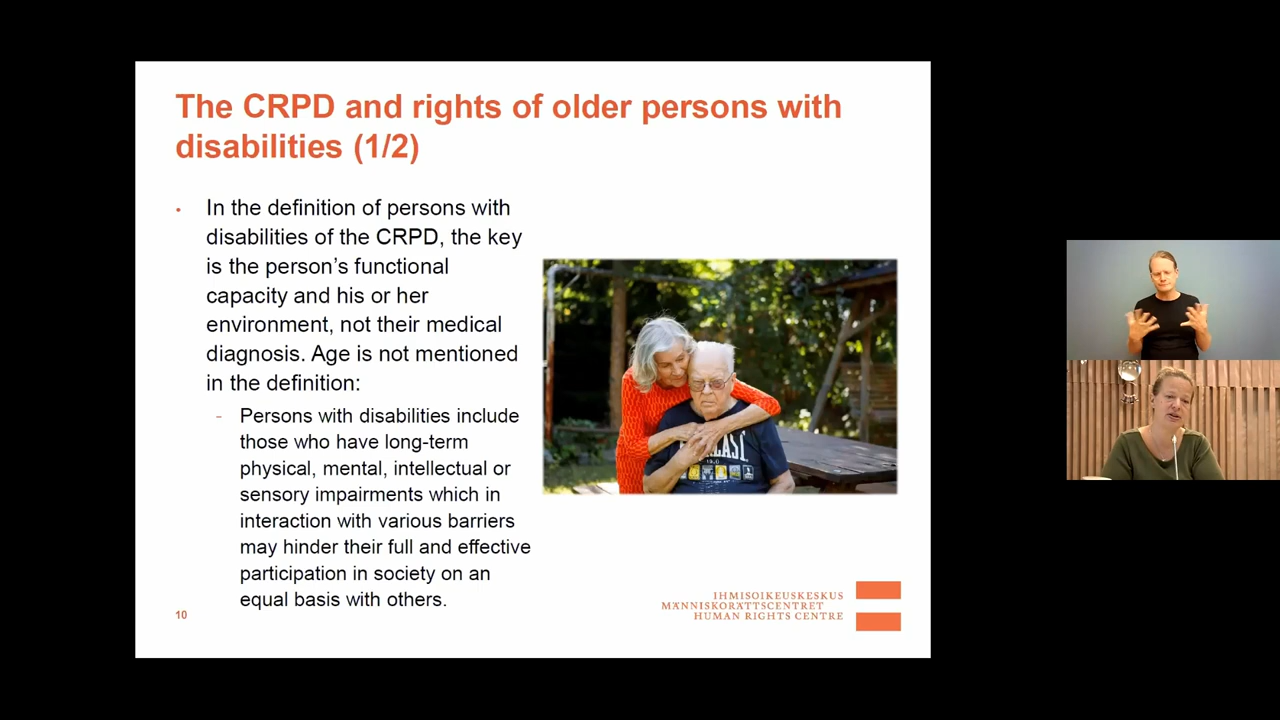 The CRPD and rights of older persons with
disabilities (1/2)
• In the definition of persons with
disabilities of the CRPD, the key
is the person’s functional
capacity and his or her
environment, not their medical
diagnosis. Age is not mentioned
in the definition:
- Persons with disabilities include
those who have long-term
physical, mental, intellectual or
sensory impairments which in
interaction with various barriers
may hinder their full and effective
participation in society on an
equal basis with others.
10
IHMISOIKEUSKESKUS
MÄNNISKORÄTTSCENTRET
HUMAN RIGHTS CENTRE